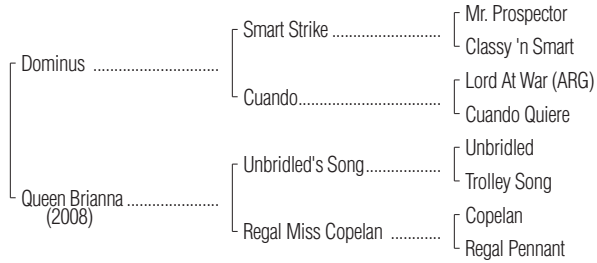 Mr. Prospector
Smart Strike ......................
Classy 'n Smart
Dominus .........................
Lord At War (ARG)
Cuando.............................
Cuando Quiere
Unbridled
Unbridled's Song...............
Trolley Song
Queen Brianna ..................
(2008)
Copelan
Regal Miss Copelan ..........
Regal Pennant